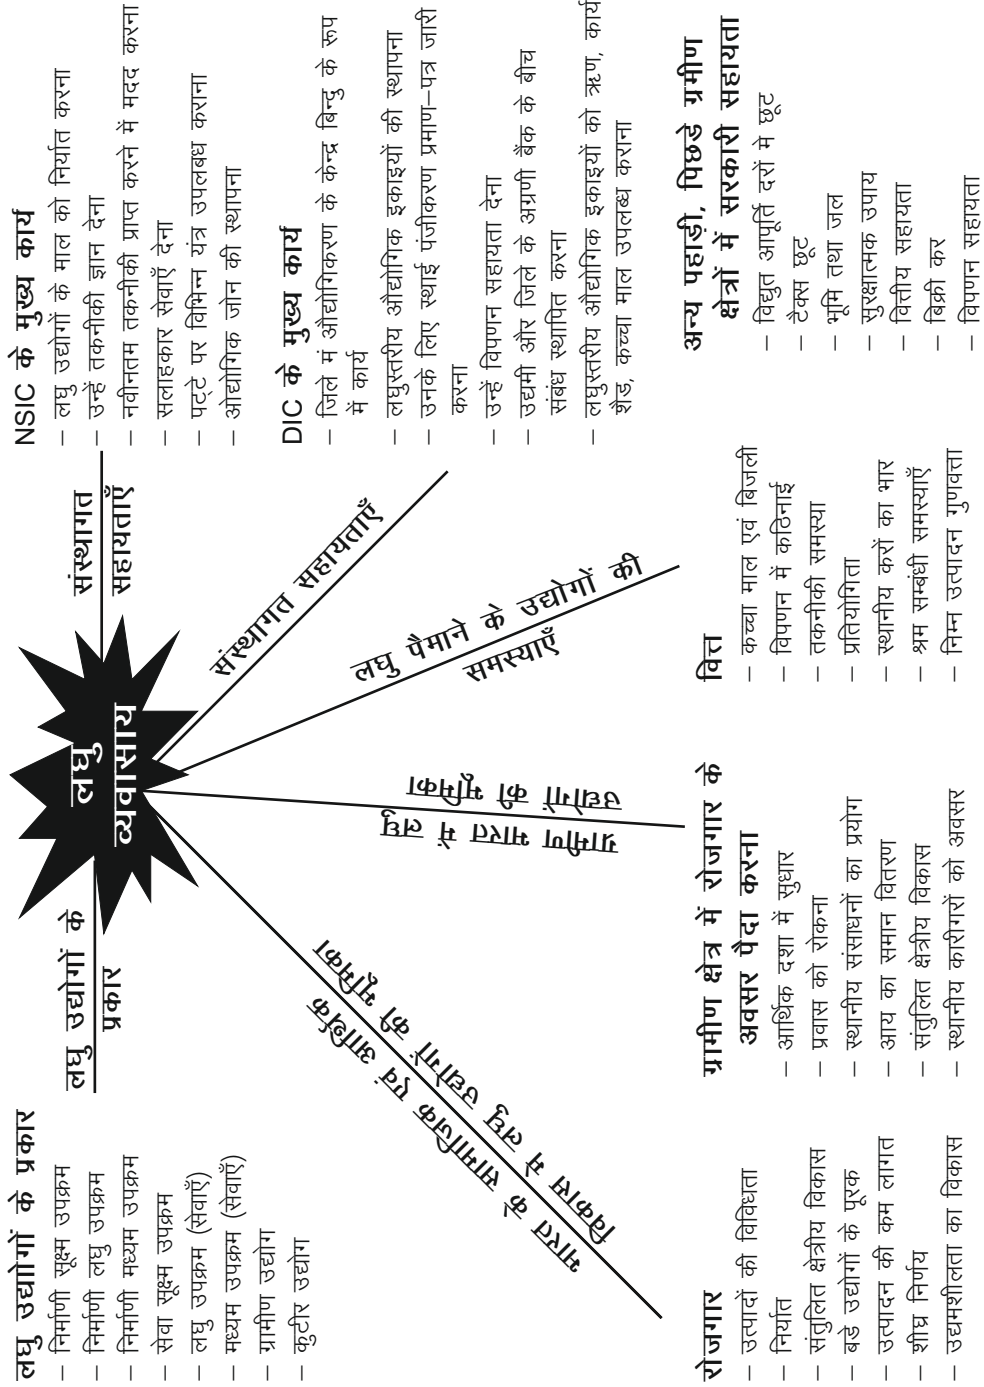 लघु
व्यवसाय
लघु उद्योगों के
प्रकार
लघु उद्योगों के प्रकार
– निर्माणी सूक्ष्म उपक्रम
– निर्माणी लघु उपक्रम
– निर्माणी मध्यम उपक्रम
– सेवा सूक्ष्म उपक्रम
– लघु उपक्रम (सेवाएँ)
– मध्यम उपक्रम (सेवाएँ)
– ग्रामीण उद्योग
– कुटीर उद्योग
संस्थागत
सहायताएँ
NSIC के मुख्य कार्य
– लघु उद्योगों के माल को निर्यात करना
– उन्हें तकनीकी ज्ञान देना
– नवीनतम तकनीकी प्राप्त करने में मदद करना
– सलाहकार सेवाएँ देना
– पट्टे पर विभिन्न यंत्र उपलबध कराना
– औद्योगिक जोन की स्थापना
संस्थागत सहायताएँ
DIC के मुख्य कार्य
– जिले में औद्योगिकरण के केन्द्र बिन्दु के रूप
में कार्य
– लघुस्तरीय औद्योगिक इकाइयों की स्थापना
– उनके लिए स्थाई पंजीकरण प्रमाण–पत्र जारी
करना
– उन्हें विपणन सहायता देना
– उद्यमी और जिले के अग्रणी बैंक के बीच
संबंध स्थापित करना
– लघुस्तरीय औद्योगिक इकाइयों को ऋण, कार्य
शैड, कच्चा माल उपलब्ध कराना
भारत के सामाजिक एवं आर्थिक
विकास में लघु उद्योगों की भूमिका
रोजगार
– उत्पादों की विविधता
– निर्यात
– संतुलित क्षेत्रीय विकास
– बडे उद्योगों के पूरक
– उत्पादन की कम लागत
– शीघ्र निर्णय
– उद्यमशीलता का विकास
ग्रामीण भारत में लघु
उद्योगों की भूमिका
ग्रामीण क्षेत्र में रोजगार के
अवसर पैदा करना
– आर्थिक दशा में सुधार
– प्रवास को रोकना
– स्थानीय संसाधनों का प्रयोग
– आय का समान वितरण
– संतुलित क्षेत्रीय विकास
– स्थानीय कारीगरों को अवसर
लघु पैमाने के उद्योगों की
समस्याएँ
वित्त
– कच्चा माल एवं बिजली
– विपणन में कठिनाई
– तकनीकी समस्या
– प्रतियोगिता
– स्थानीय करों का भार
– श्रम सम्बंधी समस्याएँ
– निम्न उत्पादन गुणवत्ता
अन्य पहाड़ी, पिछडे ग्रमीण
क्षेत्रों में सरकारी सहायता
– विद्युत आपूर्ति दरों में छूट
– टैक्स छूट
– भूमि तथा जल
– सुरक्षात्मक उपाय
– वित्तीय सहायता
– बिक्री कर
– विपणन सहायता